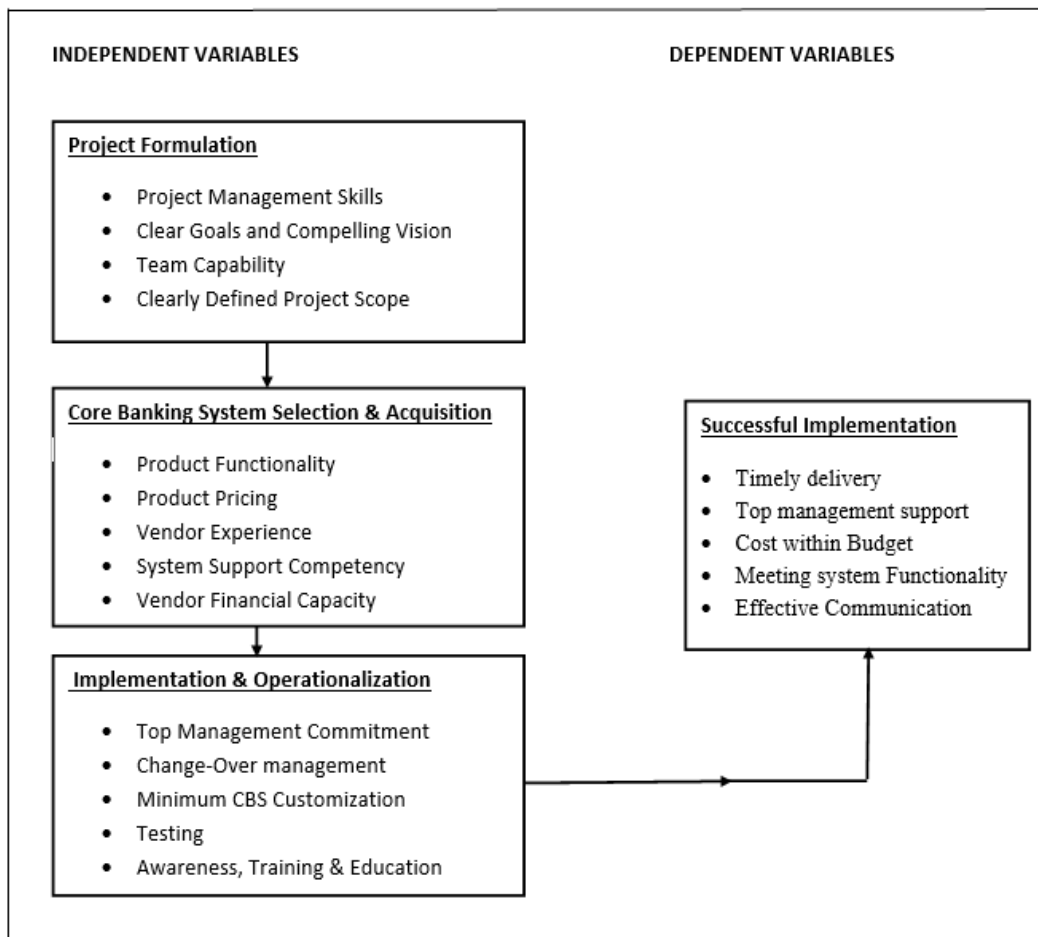 INDEPENDENT VARIABLES
DEPENDENT VARIABLES
Project Formulation
• Project Management Skills
• Clear Goals and Compelling Vision
• Team Capability
• Clearly Defined Project Scope
Core Banking System Selection & Acquisition
• Product Functionality
• Product Pricing
• Vendor Experience
• System Support Competency
• Vendor Financial Capacity
Implementation & Operationalization
• Top Management Commitment
• Change-Over management
• Minimum CBS Customization
• Testing
• Awareness, Training & Education
Successful Implementation
• Timely delivery
• Top management support
• Cost within Budget
• Meeting system Functionality
• Effective Communication